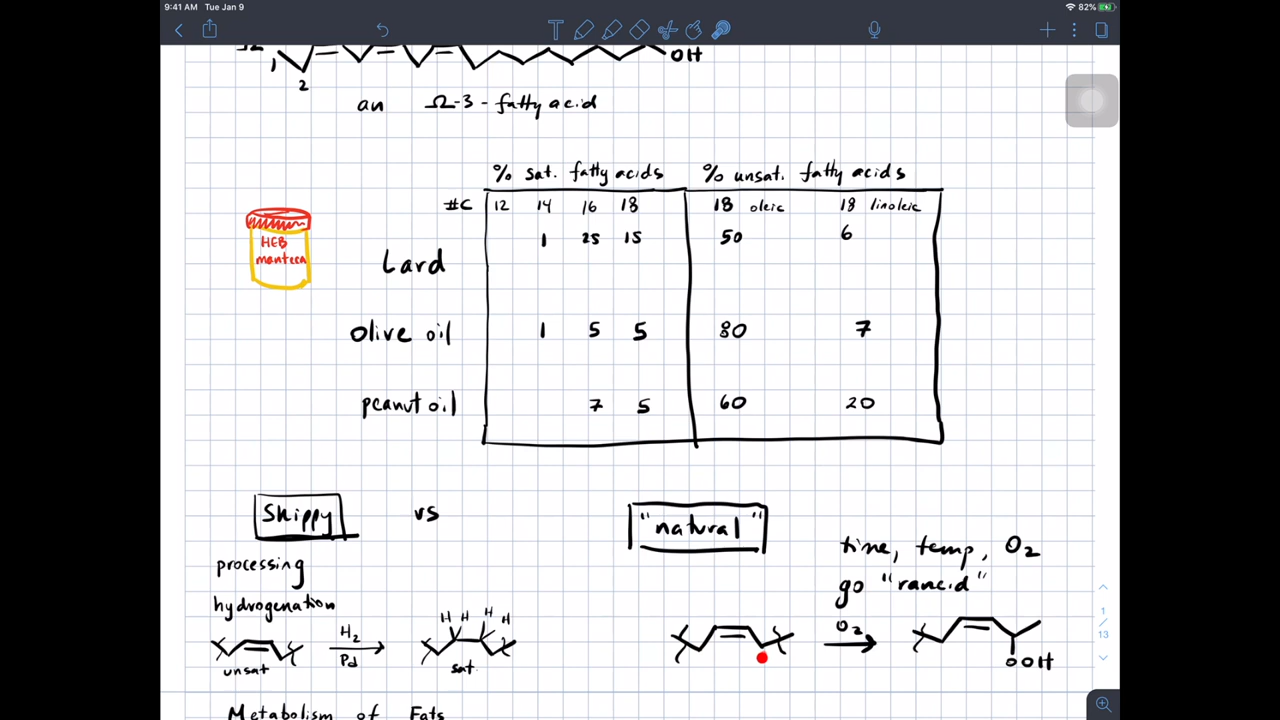 9:41 AM Tue Jan 9
82%
1
2
OH
an Ω-3-fatty acid
% sat. fatty acids % unsat. fatty acids
#C 12 14 16 18 18 oleic 18 linoleic
HEB
manteca
Lard 1 25 15 50 6
Olive oil 1 5 5 80 7
peanut oil 7 5 60 20
Skippy vs "natural"
processing
hydrogenation
time, temp, O2
go "rancid"
H H H H
H2
Pd
unsat
sat.
O2
OOH
1
/
13
Metabolism of Fats